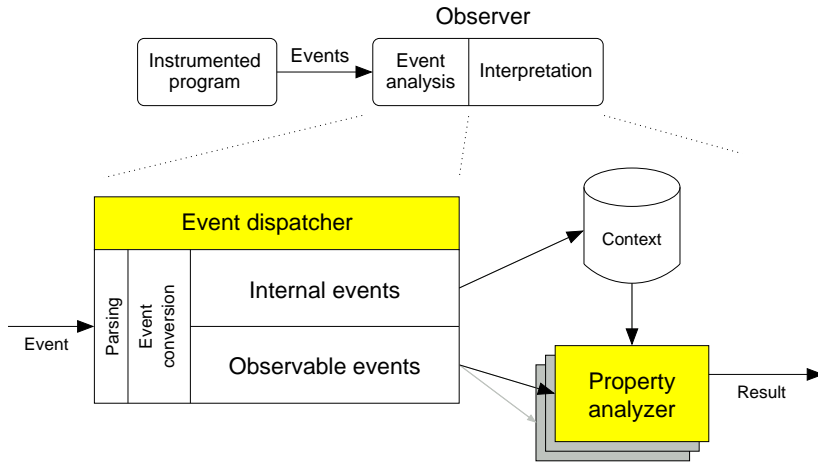 Observer
Instrumented
program
Events
Event
analysis
Interpretation
Event dispatcher
Parsing
Event
conversion
Internal events
Observable events
Event
Context
Property
analyzer
Result